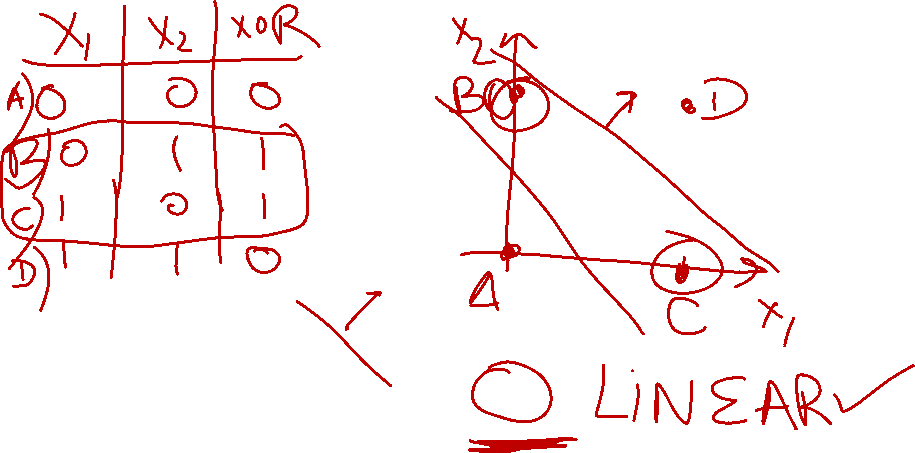 X1 X2 XOR
A) 0 0 0
B) 0 1 1
C) 1 0 1
D) 1 1 0
X2
B
D
A
C
X1
LINEAR